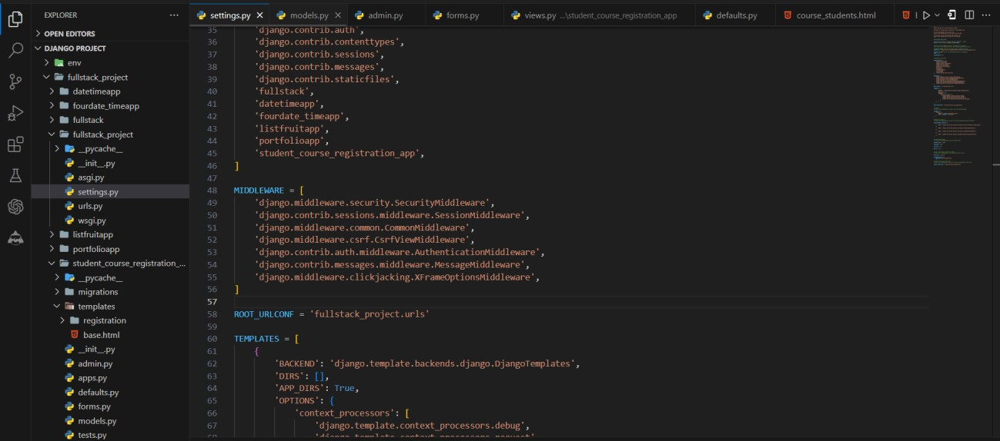 EXPLORER
···
OPEN EDITORS
DJANGO PROJECT
env
fullstack_project
datetimeapp
fourdate_timeapp
fullstack
fullstack_project
__pycache__
__init__.py
asgi.py
settings.py
urls.py
wsgi.py
listfruitapp
portfolioapp
student_course_registration_...
__pycache__
migrations
templates
registration
base.html
__init__.py
admin.py
apps.py
defaults.py
forms.py
models.py
tests.py
settings.py
models.py
admin.py
forms.py
views.py ...\student_course_registration_app
defaults.py
course_students.html
35 'django.contrib.auth',
36 'django.contrib.contenttypes',
37 'django.contrib.sessions',
38 'django.contrib.messages',
39 'django.contrib.staticfiles',
40 'fullstack',
41 'datetimeapp',
42 'fourdate_timeapp',
43 'listfruitapp',
44 'portfolioapp',
45 'student_course_registration_app',
46 ]
47
48 MIDDLEWARE = [
49 'django.middleware.security.SecurityMiddleware',
50 'django.contrib.sessions.middleware.SessionMiddleware',
51 'django.middleware.common.CommonMiddleware',
52 'django.middleware.csrf.CsrfViewMiddleware',
53 'django.contrib.auth.middleware.AuthenticationMiddleware',
54 'django.contrib.messages.middleware.MessageMiddleware',
55 'django.middleware.clickjacking.XFrameOptionsMiddleware',
56 ]
57
58 ROOT_URLCONF = 'fullstack_project.urls'
59
60 TEMPLATES = [
61 {
62 'BACKEND': 'django.template.backends.django.DjangoTemplates',
63 'DIRS': [],
64 'APP_DIRS': True,
65 'OPTIONS': {
66 'context_processors': [
67 'django.template.context_processors.debug',
68 'django.template.context_processors.request',